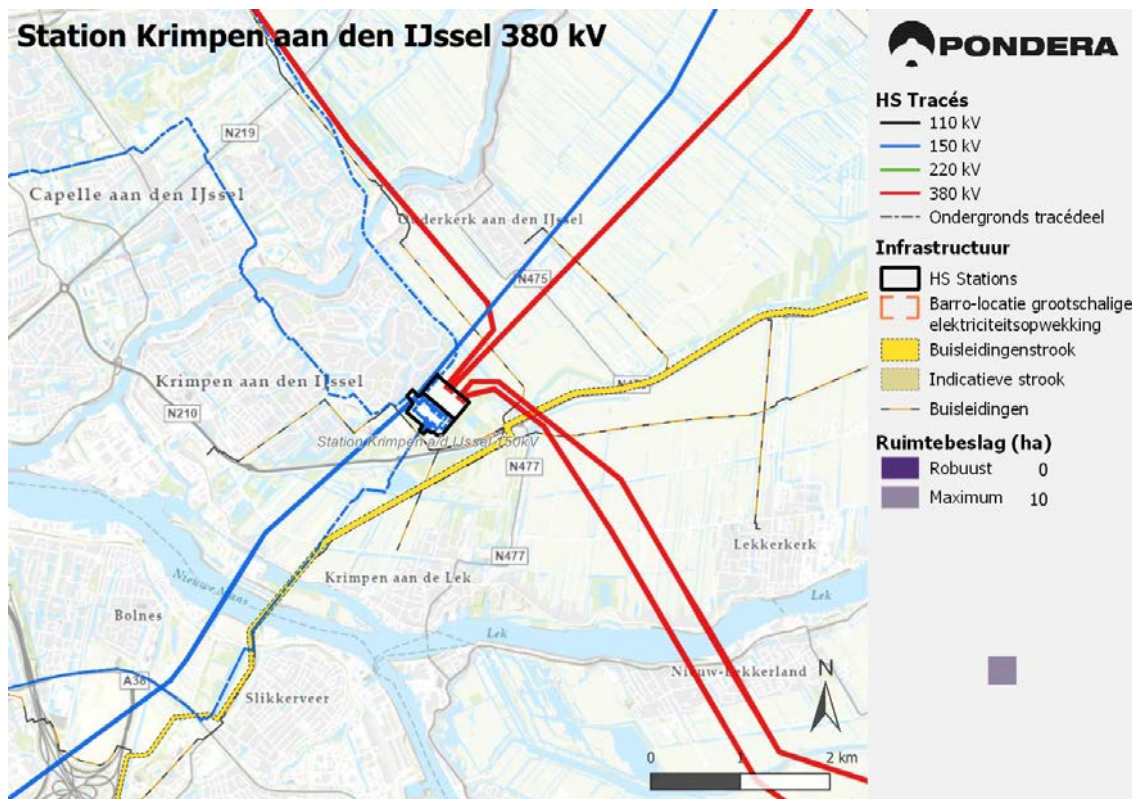 Station Krimpen aan den IJssel 380 kV
PONDERA
HS Tracés
110 kV
150 kV
220 kV
380 kV
Ondergronds tracédeel
Infrastructuur
HS Stations
Barro-locatie grootschalige
elektriciteitsopwekking
Buisleidingenstrook
Indicatieve strook
Buisleidingen
Ruimtebeslag (ha)
Robuust 0
Maximum 10
N219
Capelle aan den IJssel
Ouderkerk aan den IJssel
N475
Krimpen aan den IJssel
N210
Station Krimpen a/d IJssel 150kV
N477
Lekkerkerk
N477
Krimpen aan de Lek
Nieuwe Maas
Bolnes
Lek
Lek
Nieuw-Lekkerland
A38
Slikkerveer
N
0 1 2 km